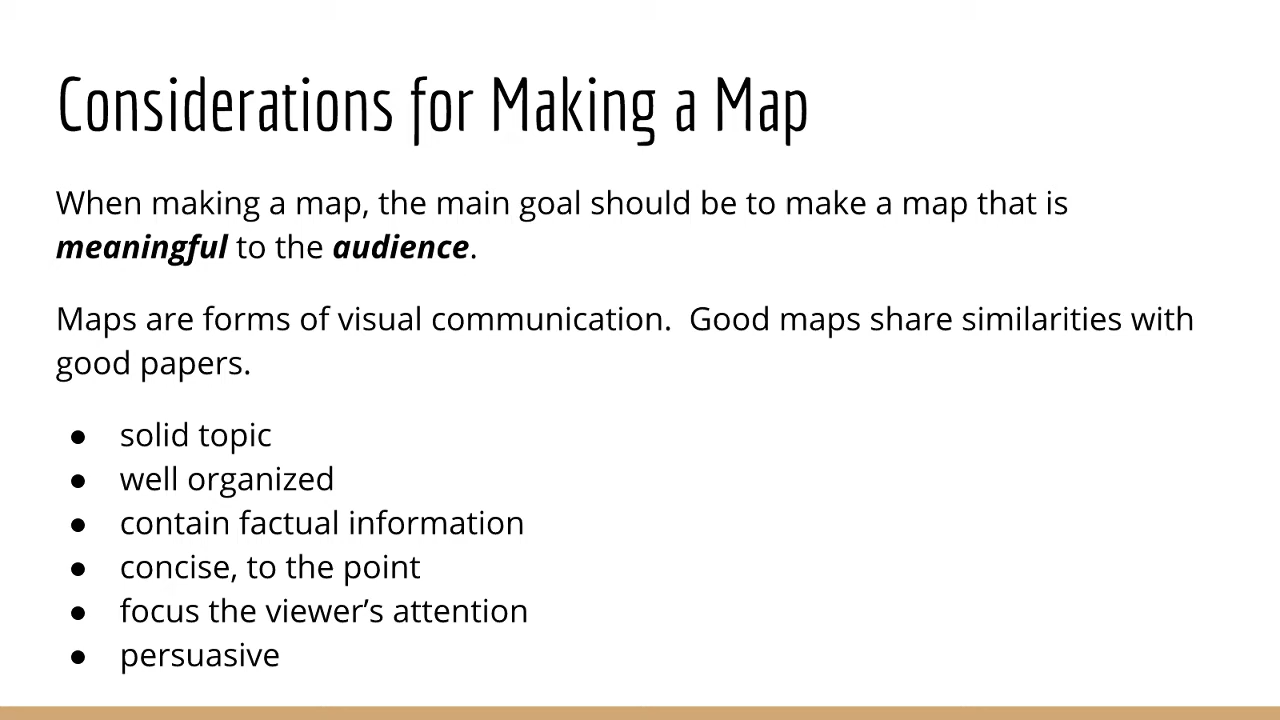 Considerations for Making a Map
When making a map, the main goal should be to make a map that is
meaningful to the audience.
Maps are forms of visual communication.  Good maps share similarities with
good papers.
● solid topic
● well organized
● contain factual information
● concise, to the point
● focus the viewer’s attention
● persuasive